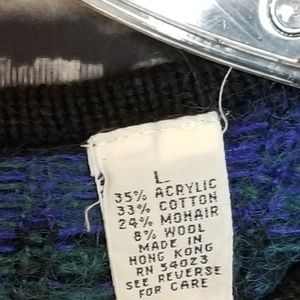 L
35% ACRYLIC
33% COTTON
24% MOHAIR
8% WOOL
MADE IN
HONG KONG
RN 54023
SEE REVERSE
FOR CARE